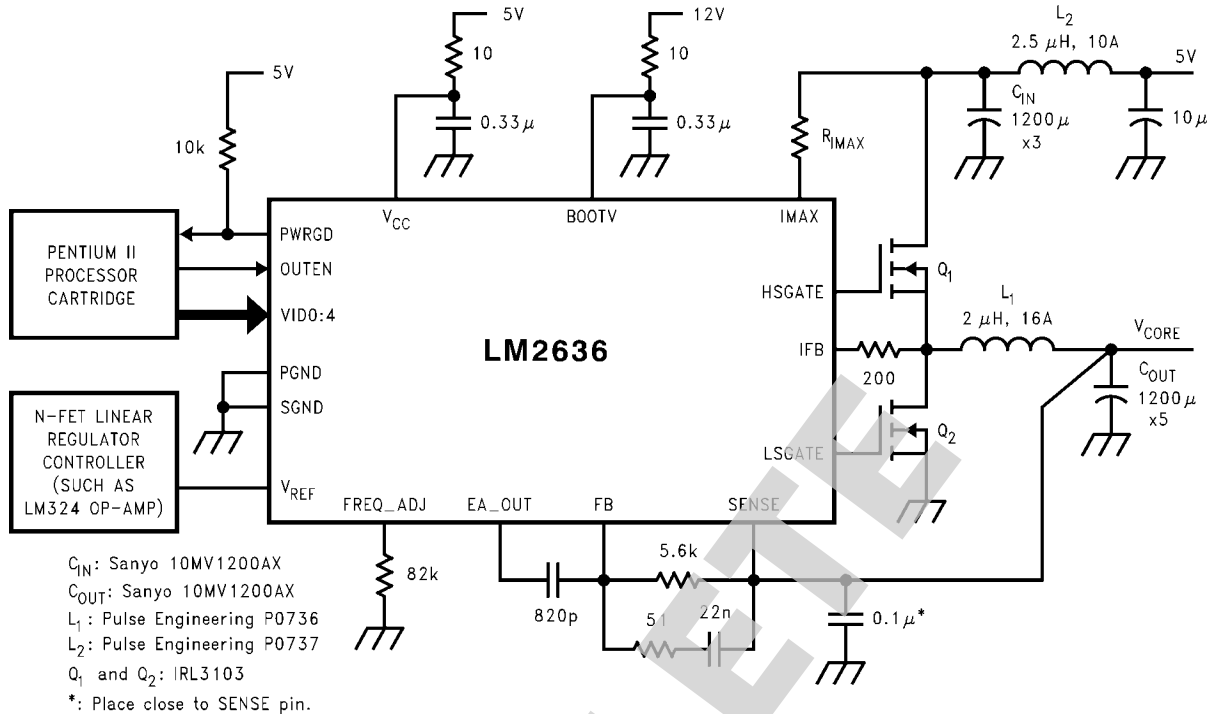 5V
10
0.33µ
12V
10
0.33µ
L2
2.5 µH, 10A
5V
CIN
1200µ
x3
10µ
5V
10k
RIMAX
PENTIUM II
PROCESSOR
CARTRIDGE
N-FET LINEAR
REGULATOR
CONTROLLER
(SUCH AS
LM324 OP-AMP)
VCC
BOOTV
IMAX
PWRGD
OUTEN
VID0:4
PGND
SGND
VREF
LM2636
HSGATE
IFB
LSGATE
FREQ_ADJ
EA_OUT
FB
SENSE
Q1
L1
2 µH, 16A
VCORE
200
COUT
1200µ
x5
Q2
82k
820p
5.6k
51
22n
0.1µ*
CIN: Sanyo 10MV1200AX
COUT: Sanyo 10MV1200AX
L1: Pulse Engineering P0736
L2: Pulse Engineering P0737
Q1 and Q2: IRL3103
*: Place close to SENSE pin.
ETE